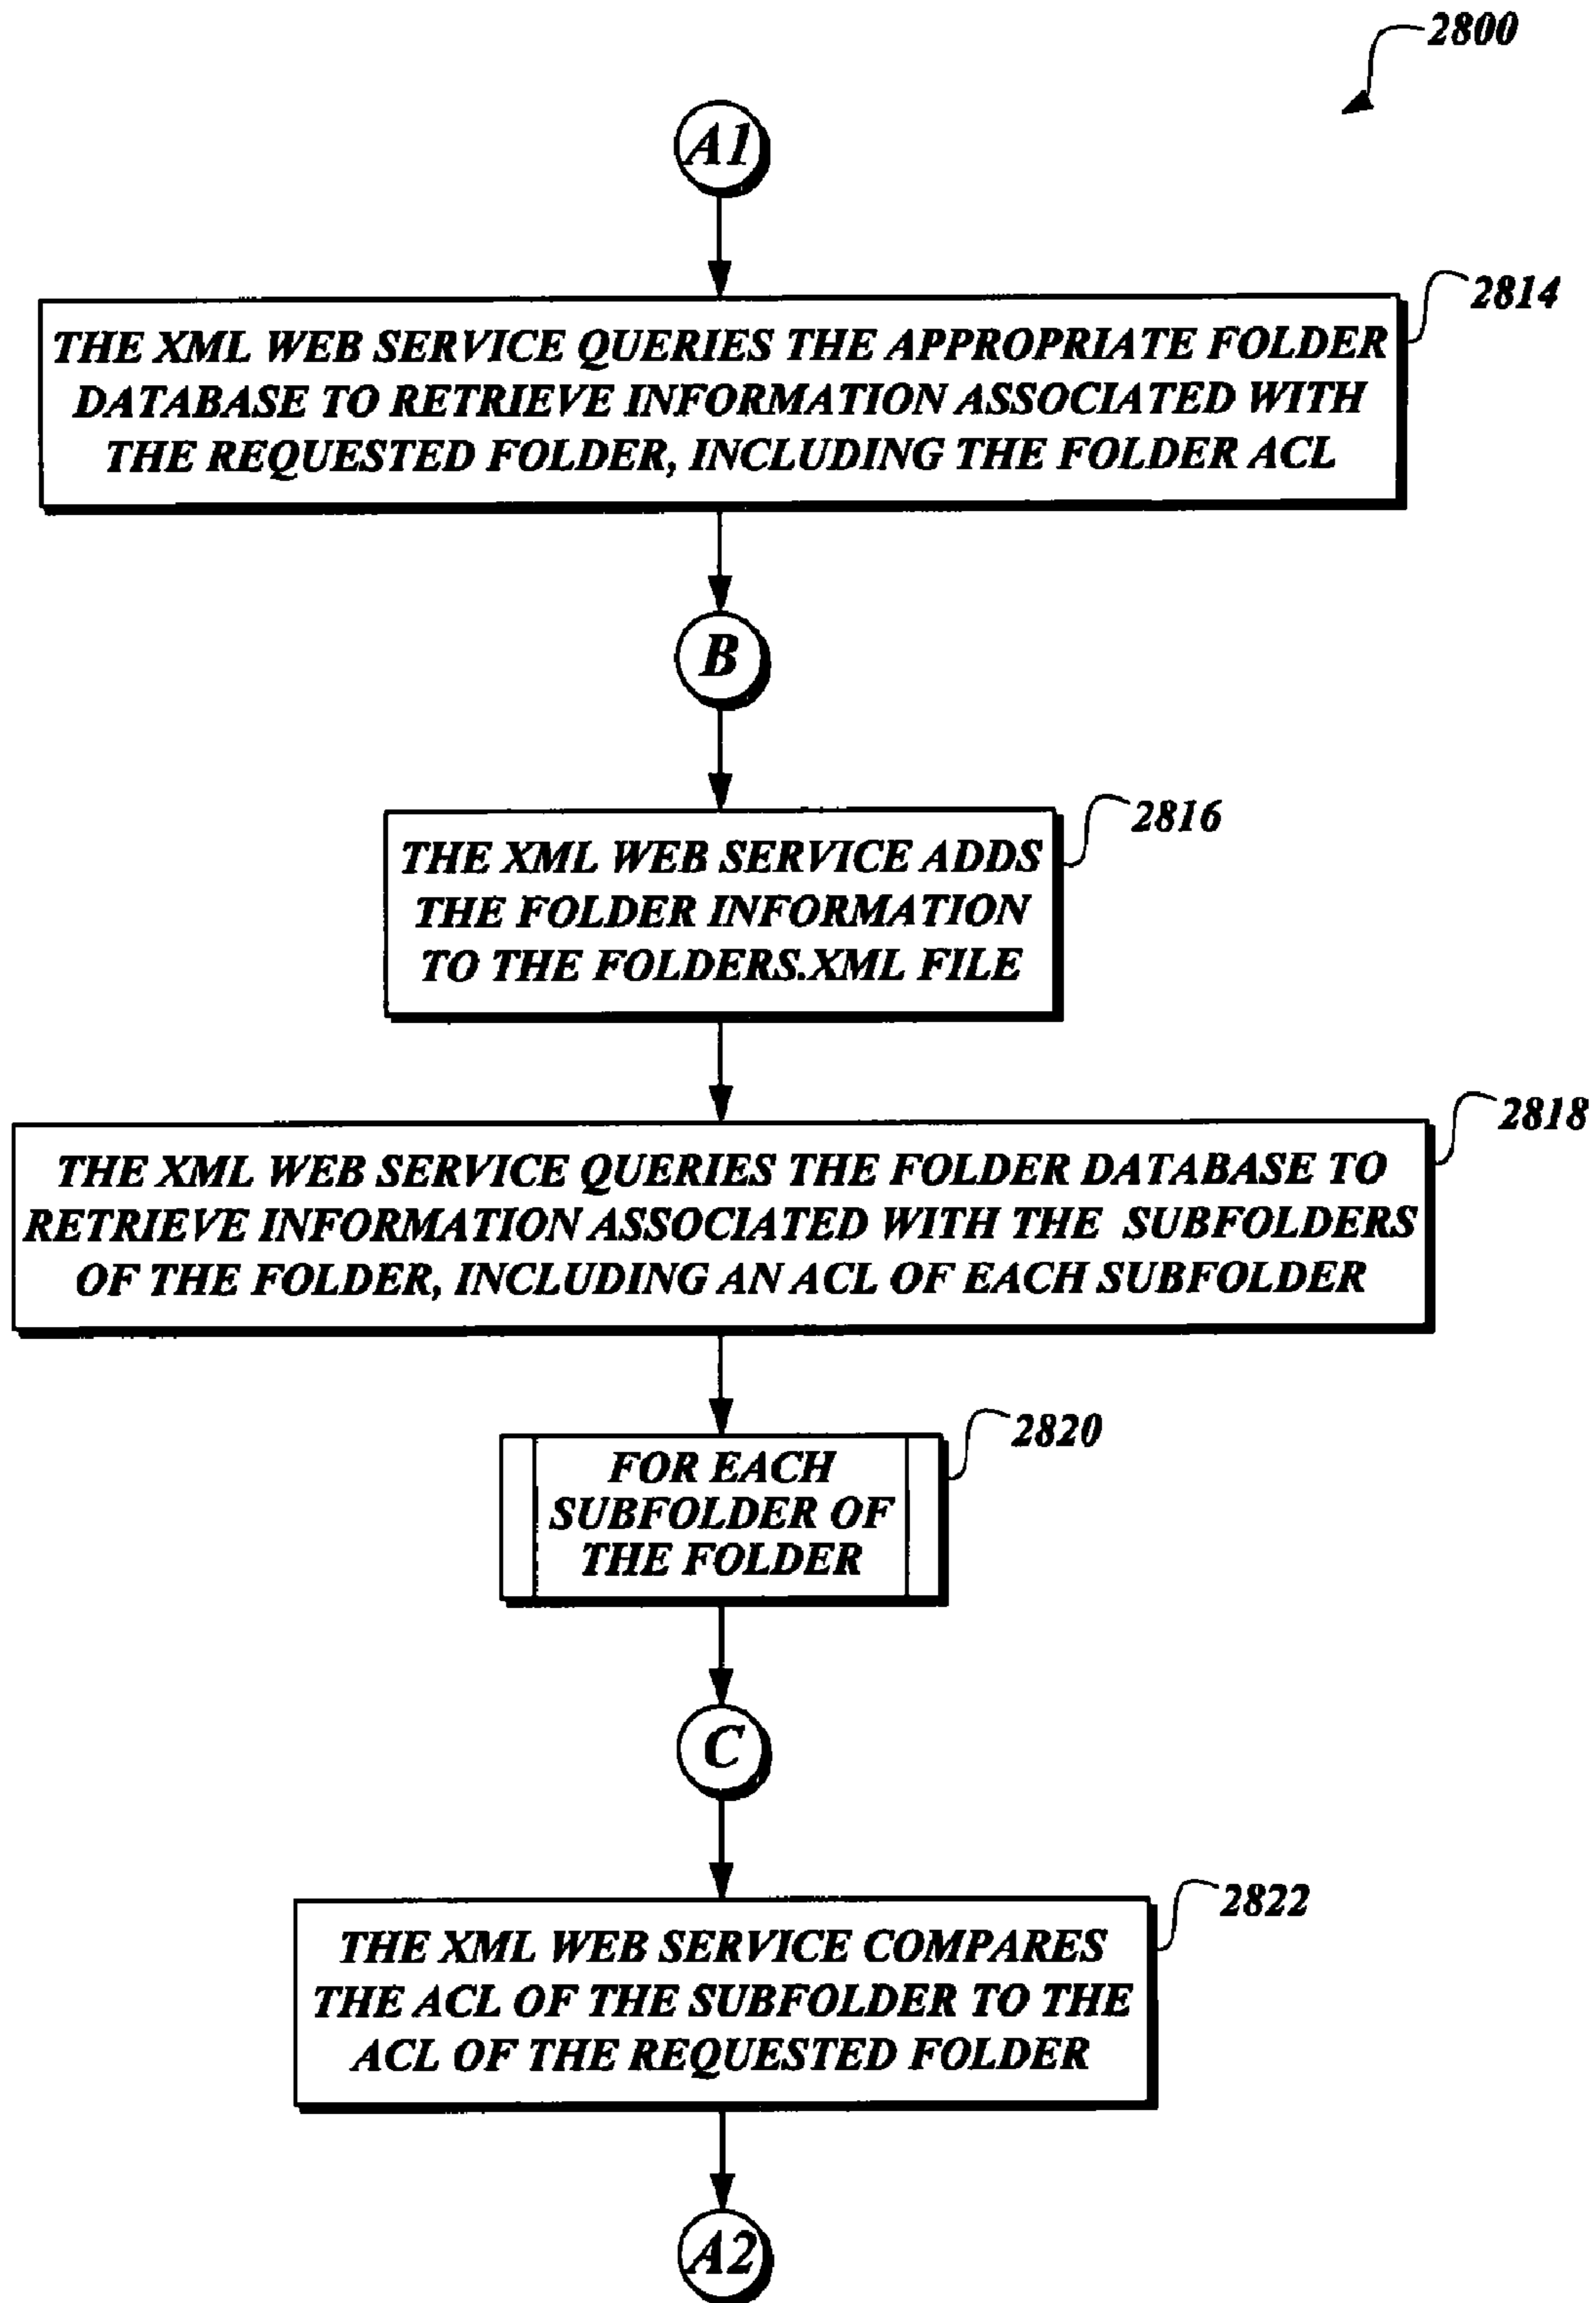 2800
A1
2814
THE XML WEB SERVICE QUERIES THE APPROPRIATE FOLDER
DATABASE TO RETRIEVE INFORMATION ASSOCIATED WITH
THE REQUESTED FOLDER, INCLUDING THE FOLDER ACL
B
2816
THE XML WEB SERVICE ADDS
THE FOLDER INFORMATION
TO THE FOLDERS.XML FILE
2818
THE XML WEB SERVICE QUERIES THE FOLDER DATABASE TO
RETRIEVE INFORMATION ASSOCIATED WITH THE SUBFOLDERS
OF THE FOLDER, INCLUDING AN ACL OF EACH SUBFOLDER
2820
FOR EACH
SUBFOLDER OF
THE FOLDER
C
2822
THE XML WEB SERVICE COMPARES
THE ACL OF THE SUBFOLDER TO THE
ACL OF THE REQUESTED FOLDER
A2